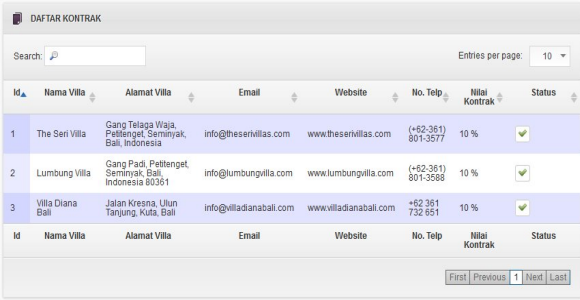 DAFTAR KONTRAK
Search:
Entries per page: 10
Id Nama Villa Alamat Villa Email Website No. Telp Nilai Kontrak Status
1 The Seri Villa Gang Telaga Waja, Petitenget, Seminyak, Bali, Indonesia info@theserivillas.com www.theserivillas.com (+62-361) 801-3577 10 %
2 Lumbung Villa Gang Padi, Petitenget, Seminyak, Bali, Indonesia 80361 info@lumbungvilla.com www.lumbungvilla.com (+62-361) 801-3588 10 %
3 Villa Diana Bali Jalan Kresna, Ulun Tanjung, Kuta, Bali info@villadianabali.com www.villadianabali.com +62 361 732 651 10 %
Id Nama Villa Alamat Villa Email Website No. Telp Nilai Kontrak Status
First Previous 1 Next Last